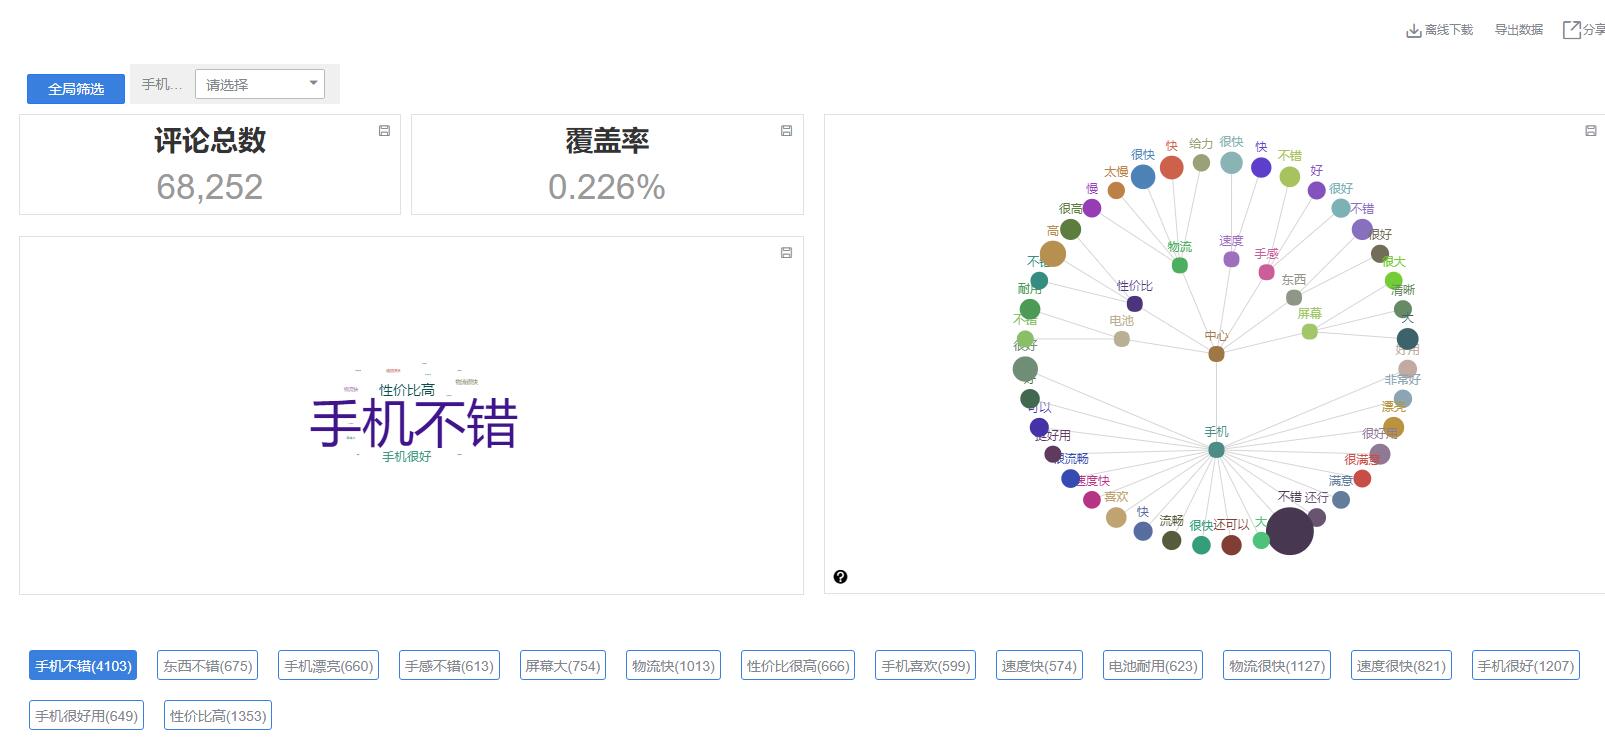 离线下载 导出数据 分享
全局筛选 手机... 请选择
评论总数
68,252
覆盖率
0.226%
性价比高
物流很快
手机不错
手机很好
很快
快
给力
很快
快
不错
好
很好
不错
很好
很大
清晰
大
好用
非常好
漂亮
很好用
很满意
满意
还行
不错
大
还可以
很快
流畅
快
喜欢
速度快
很流畅
挺好用
可以
好
很好
不错
耐用
不错
高
很高
慢
太慢
物流
速度
手感
东西
屏幕
性价比
电池
中心
手机
手机不错(4103) 东西不错(675) 手机漂亮(660) 手感不错(613) 屏幕大(754) 物流快(1013) 性价比很高(666) 手机喜欢(599) 速度快(574) 电池耐用(623) 物流很快(1127) 速度很快(821) 手机很好(1207)
手机很好用(649) 性价比高(1353)